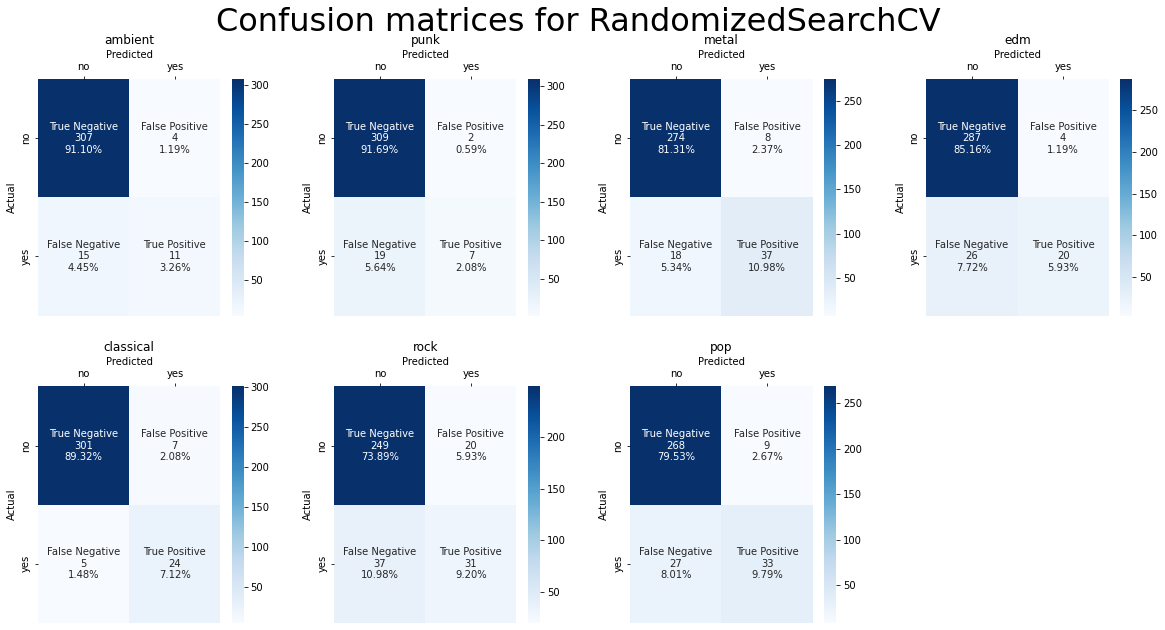 Confusion matrices for RandomizedSearchCV
ambient
Predicted
no yes
Actual
no
yes
True Negative
307
91.10%
False Positive
4
1.19%
False Negative
15
4.45%
True Positive
11
3.26%
300
250
200
150
100
50
punk
Predicted
no yes
Actual
no
yes
True Negative
309
91.69%
False Positive
2
0.59%
False Negative
19
5.64%
True Positive
7
2.08%
300
250
200
150
100
50
metal
Predicted
no yes
Actual
no
yes
True Negative
274
81.31%
False Positive
8
2.37%
False Negative
18
5.34%
True Positive
37
10.98%
250
200
150
100
50
edm
Predicted
no yes
Actual
no
yes
True Negative
287
85.16%
False Positive
4
1.19%
False Negative
26
7.72%
True Positive
20
5.93%
250
200
150
100
50
classical
Predicted
no yes
Actual
no
yes
True Negative
301
89.32%
False Positive
7
2.08%
False Negative
5
1.48%
True Positive
24
7.12%
300
250
200
150
100
50
rock
Predicted
no yes
Actual
no
yes
True Negative
249
73.89%
False Positive
20
5.93%
False Negative
37
10.98%
True Positive
31
9.20%
200
150
100
50
pop
Predicted
no yes
Actual
no
yes
True Negative
268
79.53%
False Positive
9
2.67%
False Negative
27
8.01%
True Positive
33
9.79%
250
200
150
100
50